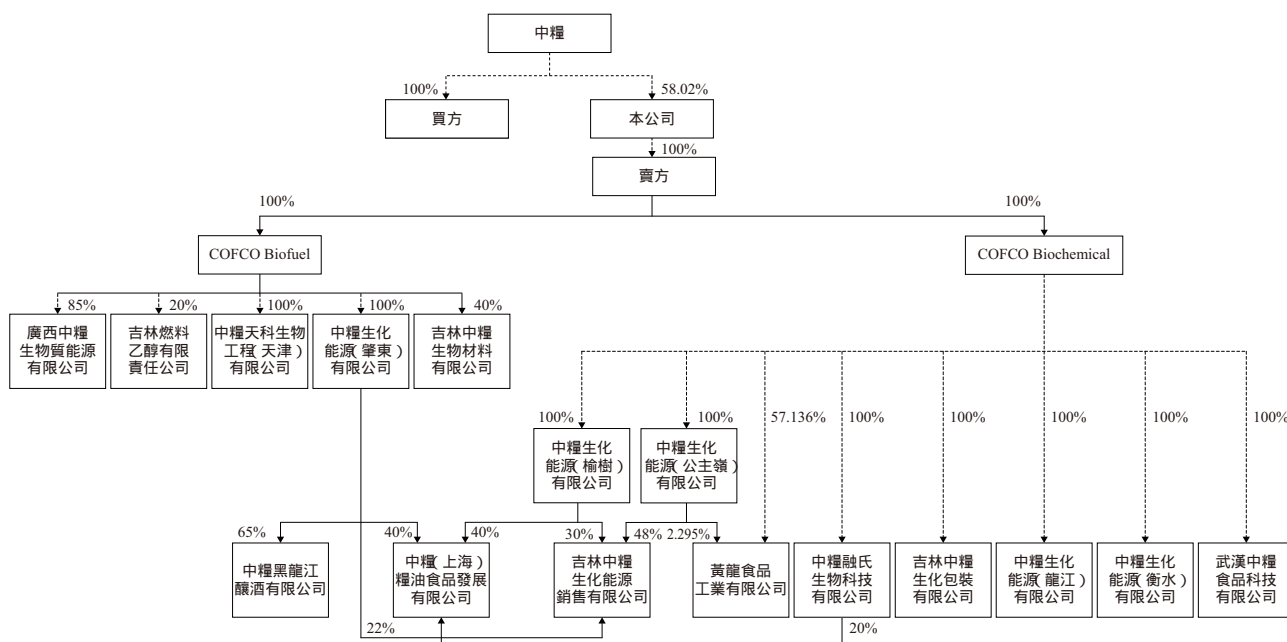 中糧
100%
58.02%
買方
本公司
100%
賣方
100%
100%
COFCO Biofuel
COFCO Biochemical
85%
20%
100%
100%
40%
廣西中糧
生物質能源
有限公司
吉林燃料
乙醇有限
責任公司
中糧天科生物
工程(天津)
有限公司
中糧生化
能源(肇東)
有限公司
吉林中糧
生物材料
有限公司
100%
100%
57.136%
100%
100%
100%
100%
100%
中糧生化
能源(榆樹)
有限公司
中糧生化
能源(公主嶺)
有限公司
65%
40%
40%
30%
48%
2.295%
中糧黑龍江
釀酒有限公司
中糧(上海)
糧油食品發展
有限公司
吉林中糧
生化能源
銷售有限公司
黃龍食品
工業有限公司
中糧融氏
生物科技
有限公司
吉林中糧
生化包裝
有限公司
中糧生化
能源(龍江)
有限公司
中糧生化
能源(衡水)
有限公司
武漢中糧
食品科技
有限公司
22%
20%